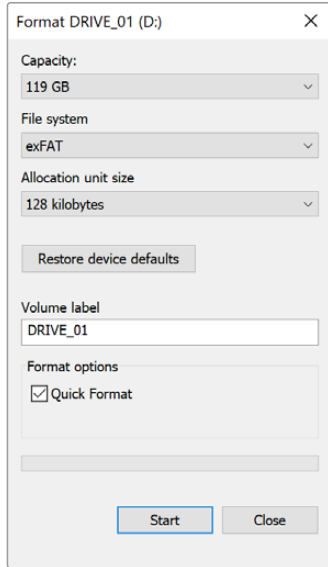 Format DRIVE_01 (D:)
Capacity:
119 GB
File system
exFAT
Allocation unit size
128 kilobytes
Restore device defaults
Volume label
DRIVE_01
Format options
Quick Format
Start Close